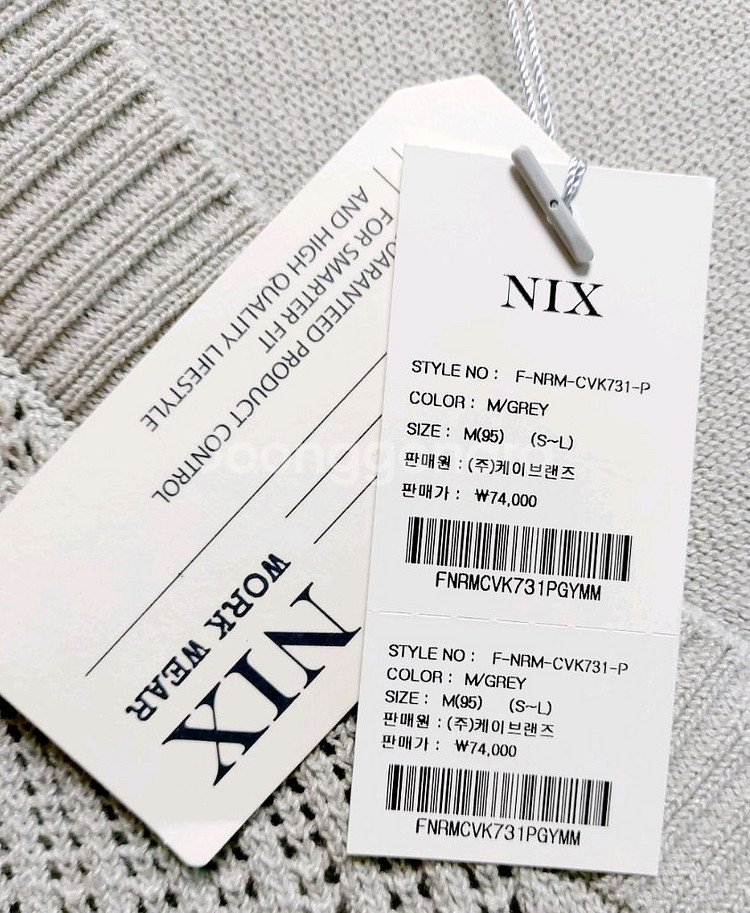 NIX
STYLE NO : F-NRM-CVK731-P
COLOR : M/GREY
SIZE : M(95) (S~L)
판매원 : (주)케이브랜즈
판매가 : ₩74,000
FNRMCVK731PGYMM
STYLE NO : F-NRM-CVK731-P
COLOR : M/GREY
SIZE : M(95) (S~L)
판매원 : (주)케이브랜즈
판매가 : ₩74,000
FNRMCVK731PGYMM
NIX
WORK WEAR
PRODUCT CONTROL
FOR SMARTER FIT
AND HIGH QUALITY LIFESTYLE